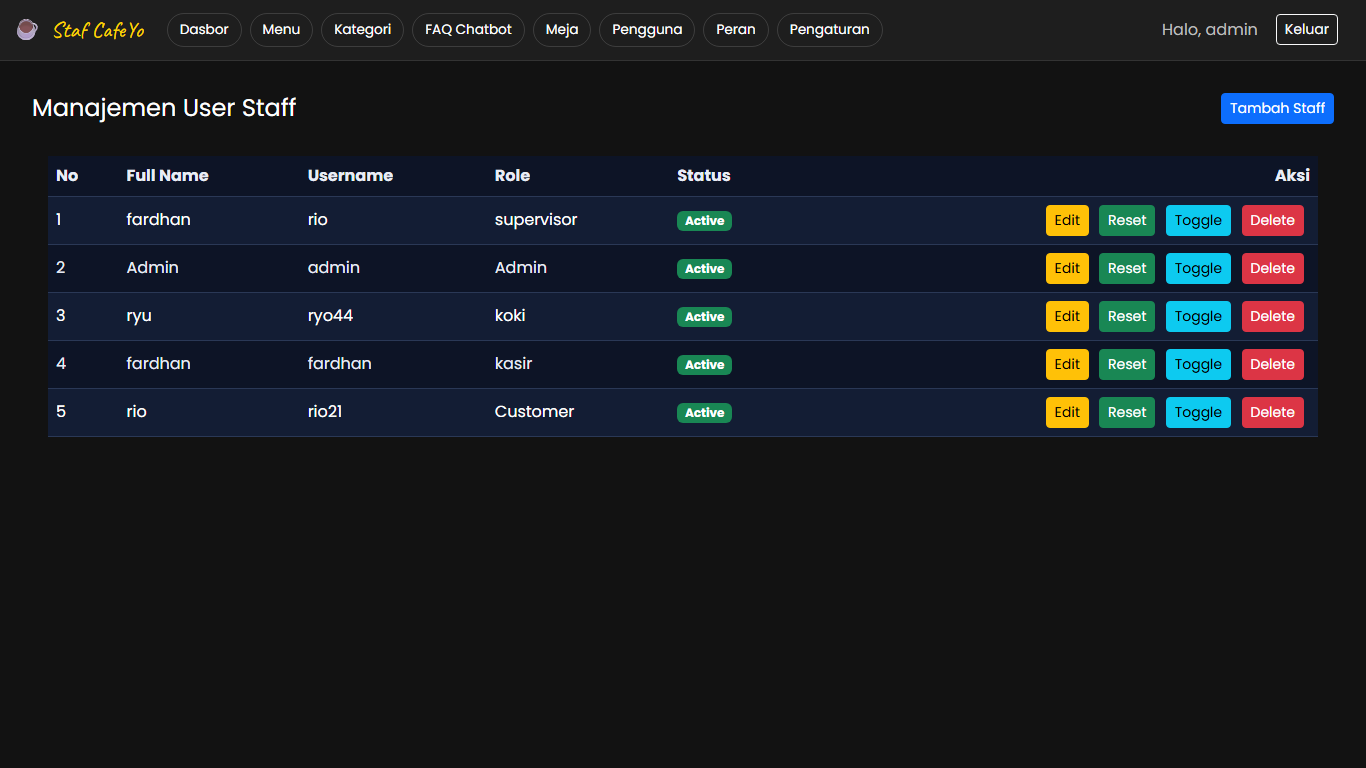 Staf CafeYo Dasbor Menu Kategori FAQ Chatbot Meja Pengguna Peran Pengaturan Halo, admin Keluar
Manajemen User Staff Tambah Staff
No Full Name Username Role Status Aksi
1 fardhan rio supervisor Active Edit Reset Toggle Delete
2 Admin admin Admin Active Edit Reset Toggle Delete
3 ryu ryo44 koki Active Edit Reset Toggle Delete
4 fardhan fardhan kasir Active Edit Reset Toggle Delete
5 rio rio21 Customer Active Edit Reset Toggle Delete